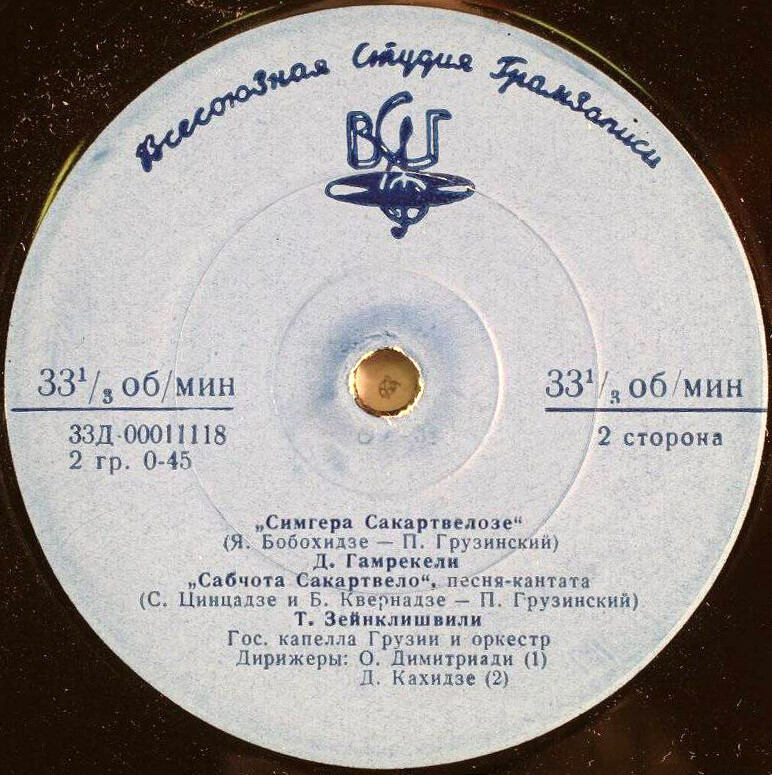 Всесоюзная Студия Грамзаписи
ВСГ
33¹/₃ об/мин
33Д-00011118
2 гр. 0-45
33¹/₃ об/мин
2 сторона
„Симгера Сакартвелозе“
(Я. Бобохидзе — П. Грузинский)
Д. Гамрекели
„Сабчота Сакартвело“, песня-кантата
(С. Цинцадзе и Б. Квернадзе — П. Грузинский)
Т. Зейнклишвили
Гос. капелла Грузии и оркестр
Дирижеры: О. Димитриади (1)
Д. Кахидзе (2)